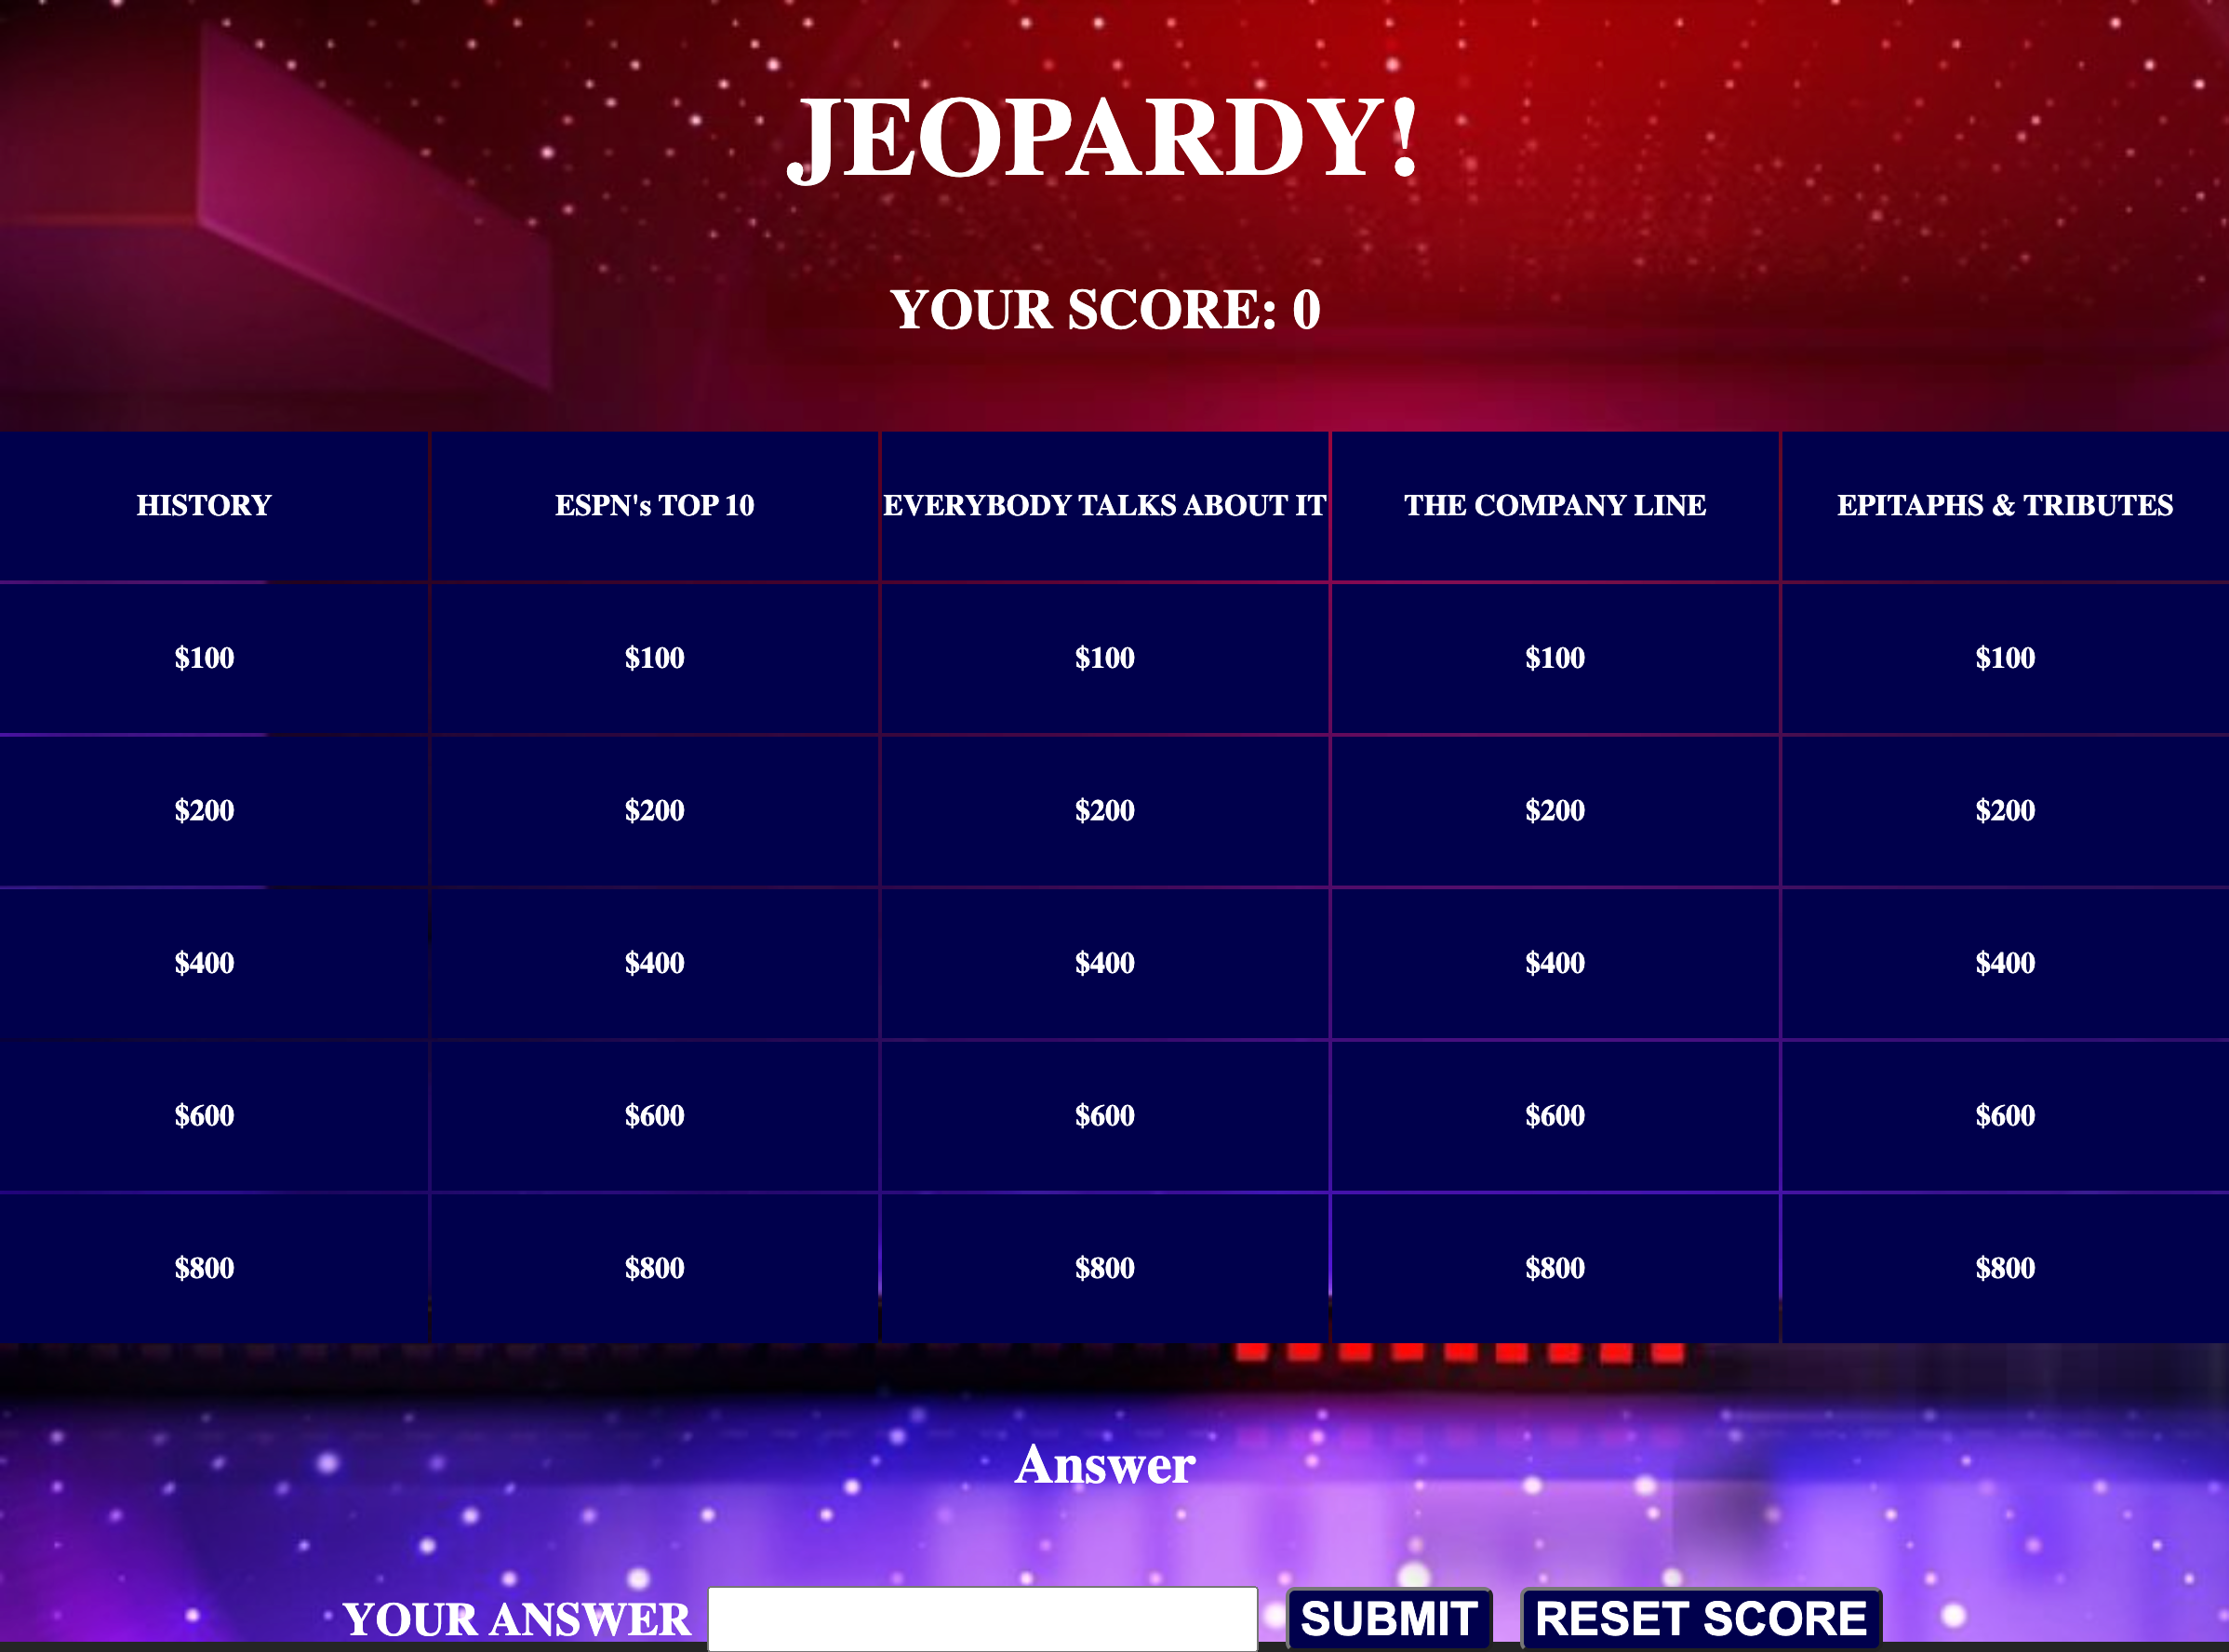 JEOPARDY!
YOUR SCORE: 0
HISTORY ESPN's TOP 10 EVERYBODY TALKS ABOUT IT THE COMPANY LINE EPITAPHS & TRIBUTES
$100 $100 $100 $100 $100
$200 $200 $200 $200 $200
$400 $400 $400 $400 $400
$600 $600 $600 $600 $600
$800 $800 $800 $800 $800
Answer
YOUR ANSWER SUBMIT RESET SCORE